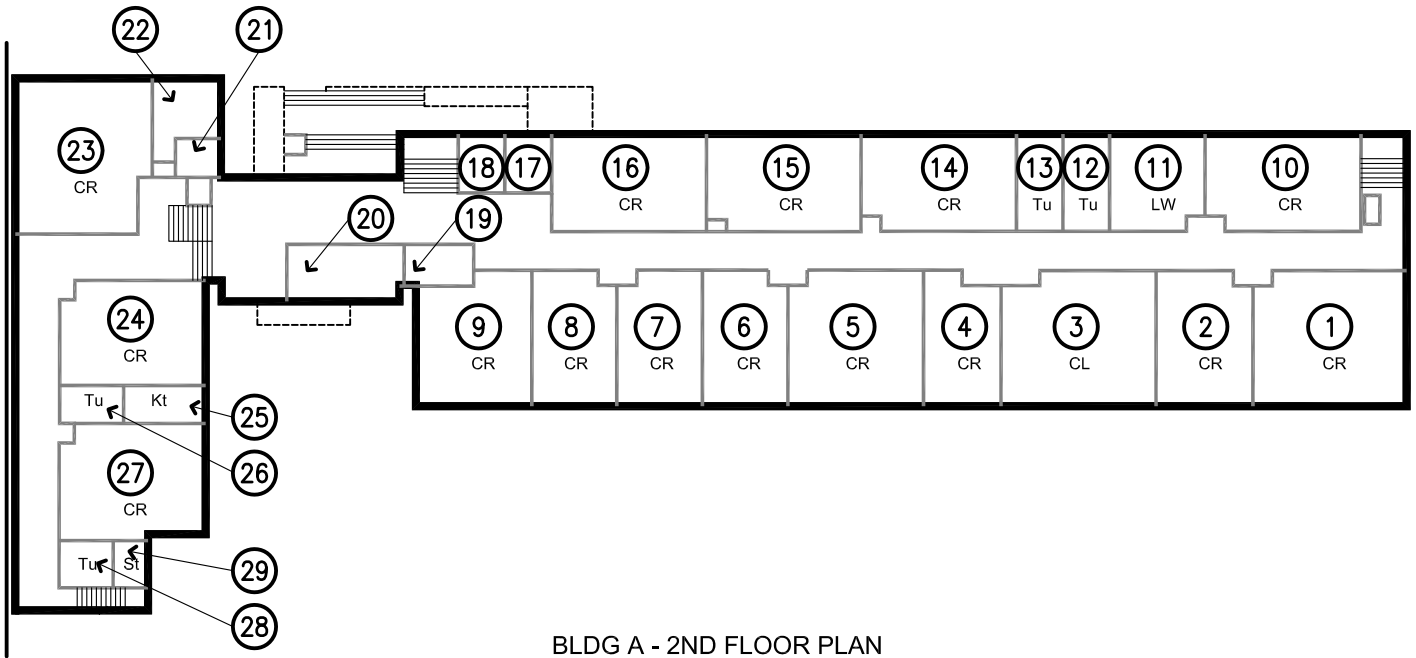 22 21
23
CR
18 17 16 15 14 13 12 11 10
CR CR CR Tu Tu LW CR
20 19
24
CR
9 8 7 6 5 4 3 2 1
CR CR CR CR CR CR CL CR CR
Tu Kt
25
26
27
CR
Tu St
29
28
BLDG A - 2ND FLOOR PLAN